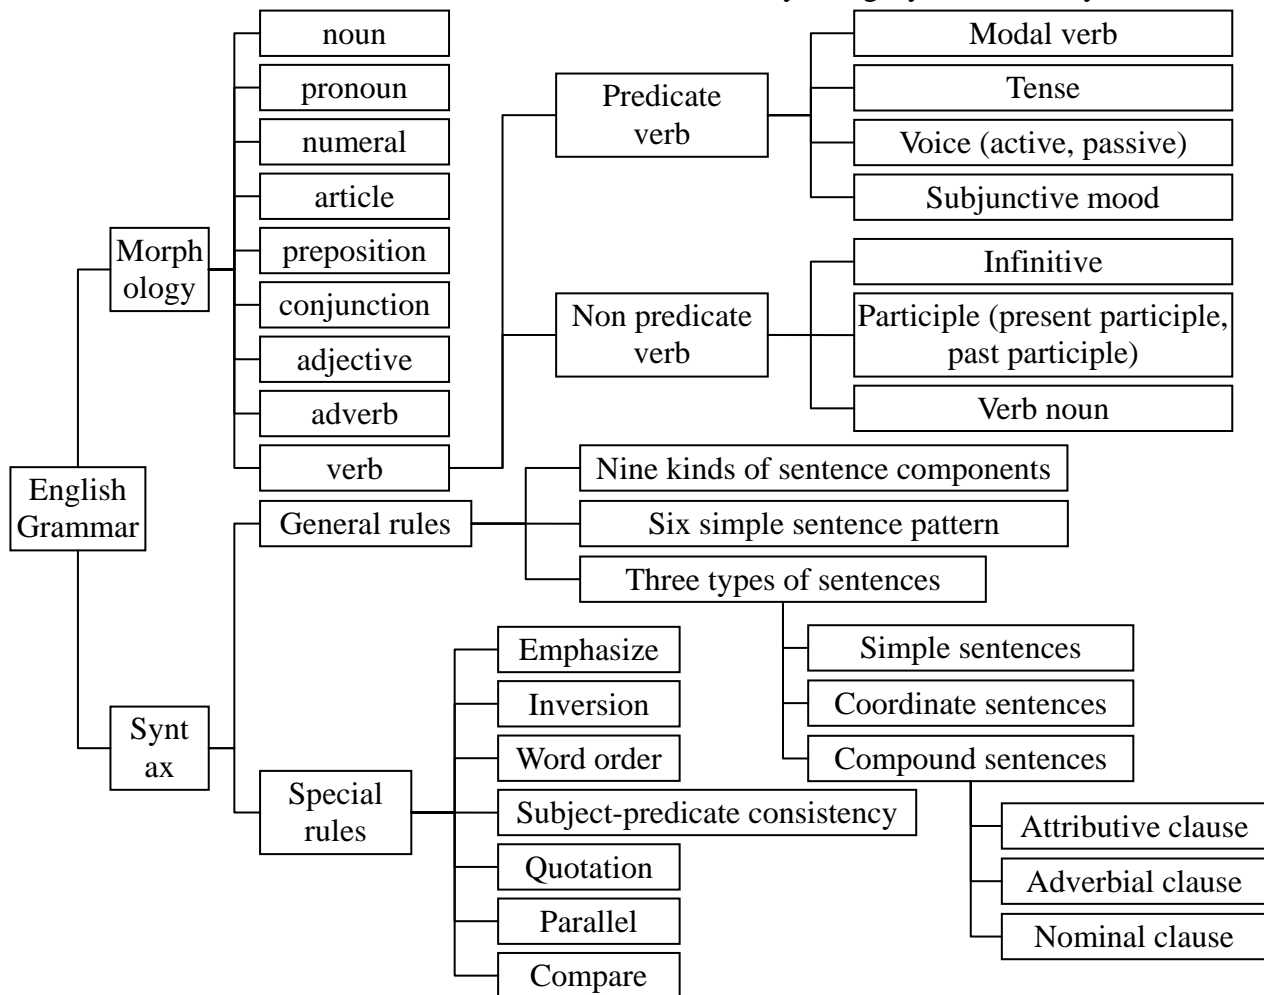 noun
pronoun
numeral
article
preposition
conjunction
adjective
adverb
verb
Morph
ology
English
Grammar
Synt
ax
Predicate
verb
Modal verb
Tense
Voice (active, passive)
Subjunctive mood
Non predicate
verb
Infinitive
Participle (present participle,
past participle)
Verb noun
General rules
Nine kinds of sentence components
Six simple sentence pattern
Three types of sentences
Simple sentences
Coordinate sentences
Compound sentences
Attributive clause
Adverbial clause
Nominal clause
Special
rules
Emphasize
Inversion
Word order
Subject-predicate consistency
Quotation
Parallel
Compare